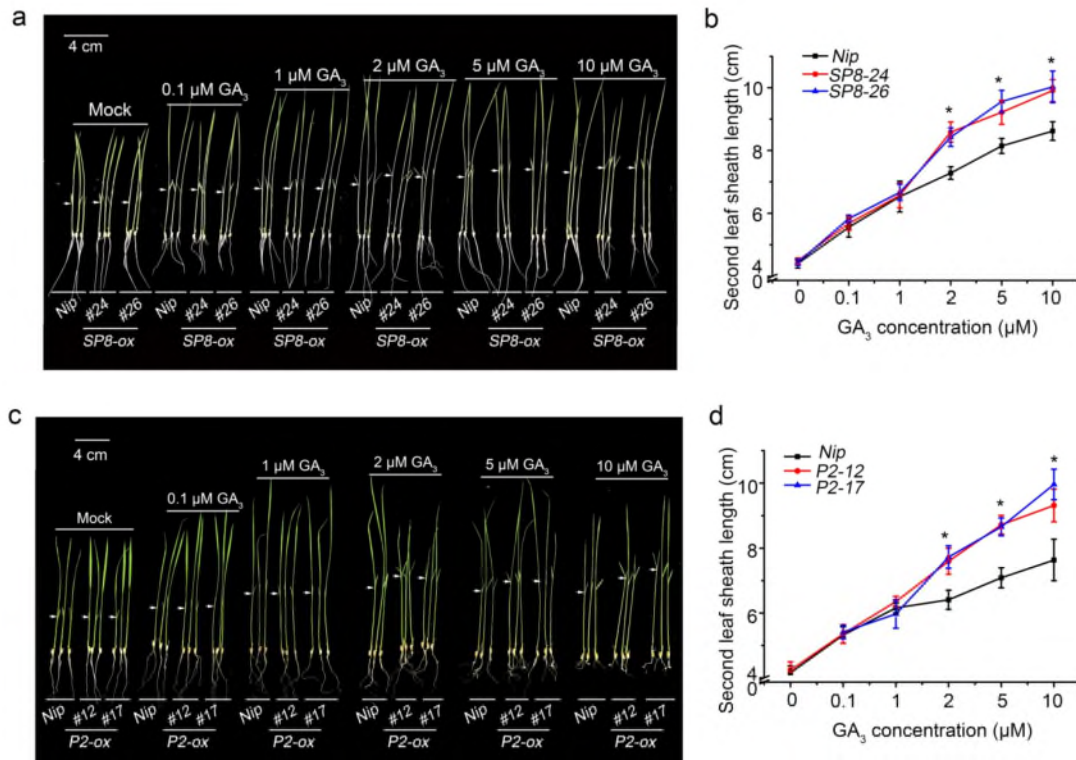 a
4 cm
Mock
0.1 µM GA3
1 µM GA3
2 µM GA3
5 µM GA3
10 µM GA3
Nip #24 #26 Nip #24 #26 Nip #24 #26 Nip #24 #26 Nip #24 #26 Nip #24 #26
SP8-ox SP8-ox SP8-ox SP8-ox SP8-ox SP8-ox
b
Second leaf sheath length (cm)
Nip
SP8-24
SP8-26
* * *
10
8
6
4
0
0 0.1 1 2 5 10
GA3 concentration (µM)
c
4 cm
Mock
0.1 µM GA3
1 µM GA3
2 µM GA3
5 µM GA3
10 µM GA3
Nip #12 #17 Nip #12 #17 Nip #12 #17 Nip #12 #17 Nip #12 #17 Nip #12 #17
P2-ox P2-ox P2-ox P2-ox P2-ox P2-ox
d
Second leaf sheath length (cm)
Nip
P2-12
P2-17
* * *
10
8
6
4
0
0 0.1 1 2 5 10
GA3 concentration (µM)